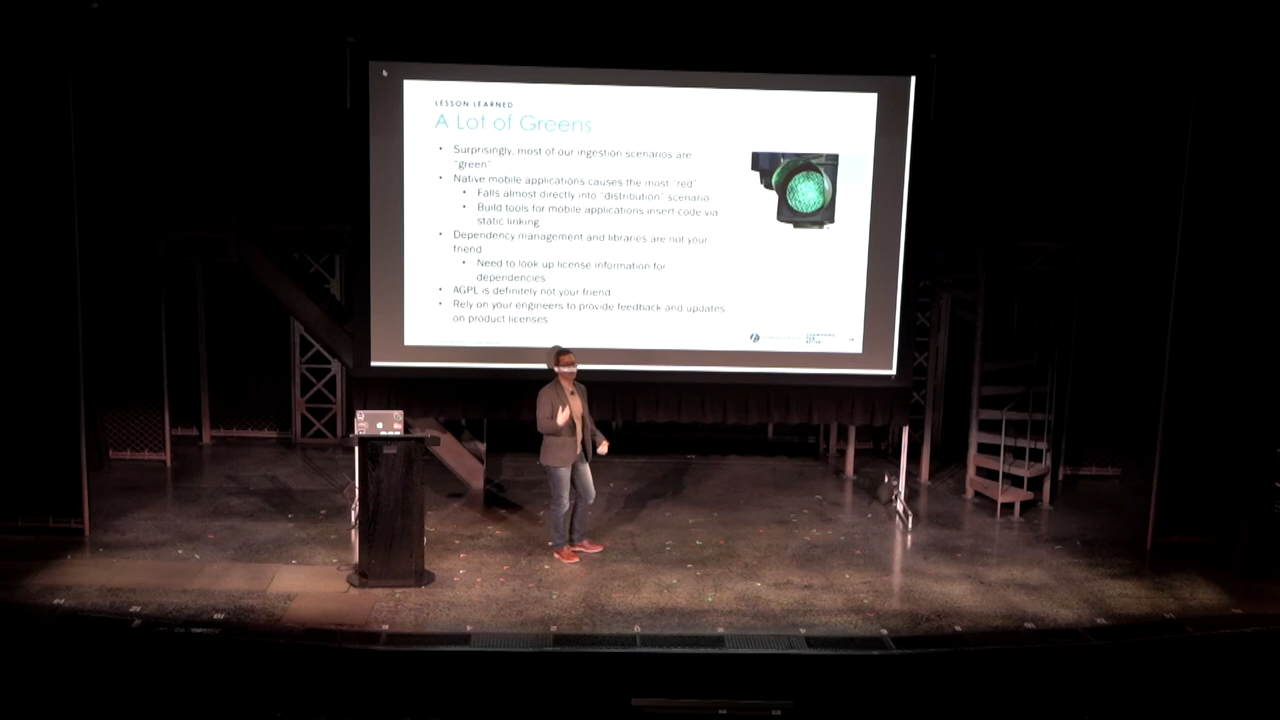 LESSON LEARNED
A Lot of Greens
• Surprisingly, most of our ingestion scenarios are
"green"
• Native mobile applications causes the most "red"
• Falls almost directly into "distribution" scenario
• Build tools for mobile applications insert code via
static linking
• Dependency management and libraries are not your
friend
• Need to look up license information for
dependencies
• AGPL is definitely not your friend
• Rely on your engineers to provide feedback and updates
on product licenses